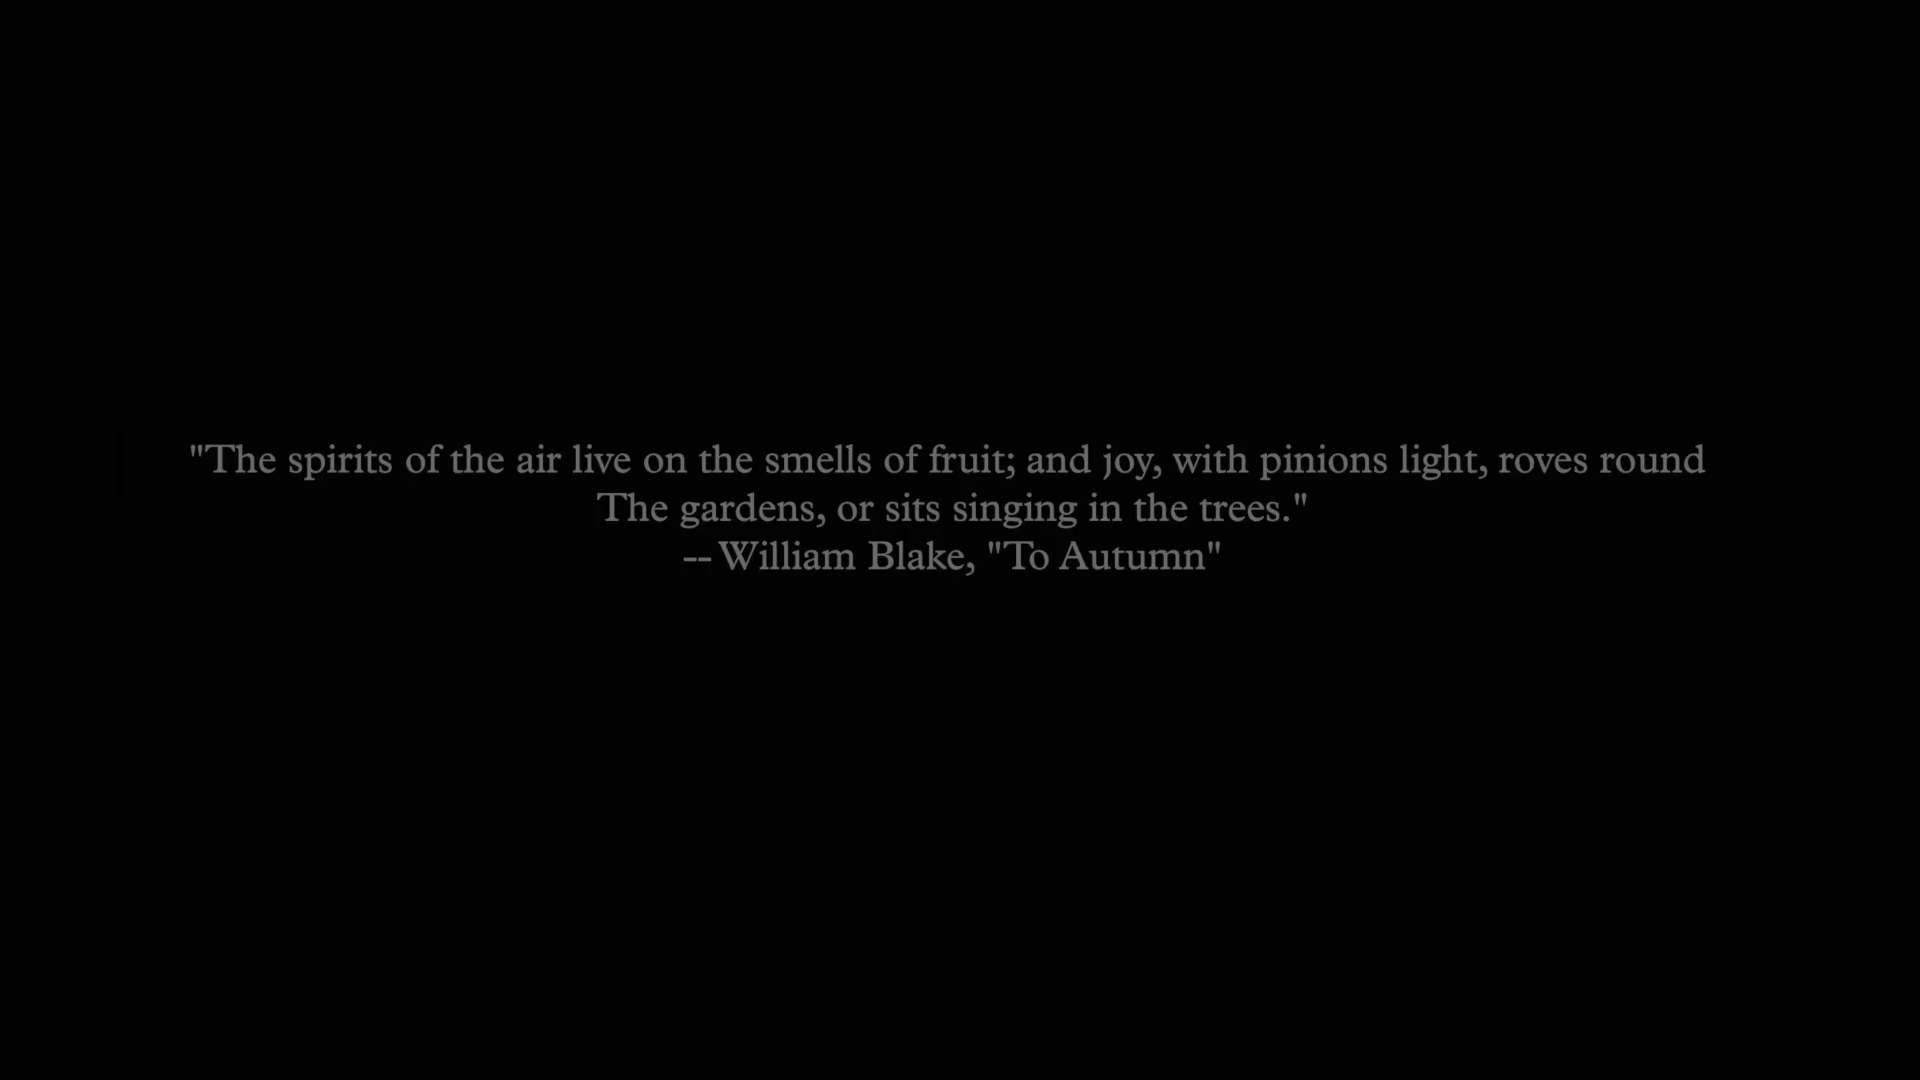 "The spirits of the air live on the smells of fruit; and joy, with pinions light, roves round
The gardens, or sits singing in the trees."
-- William Blake, "To Autumn"